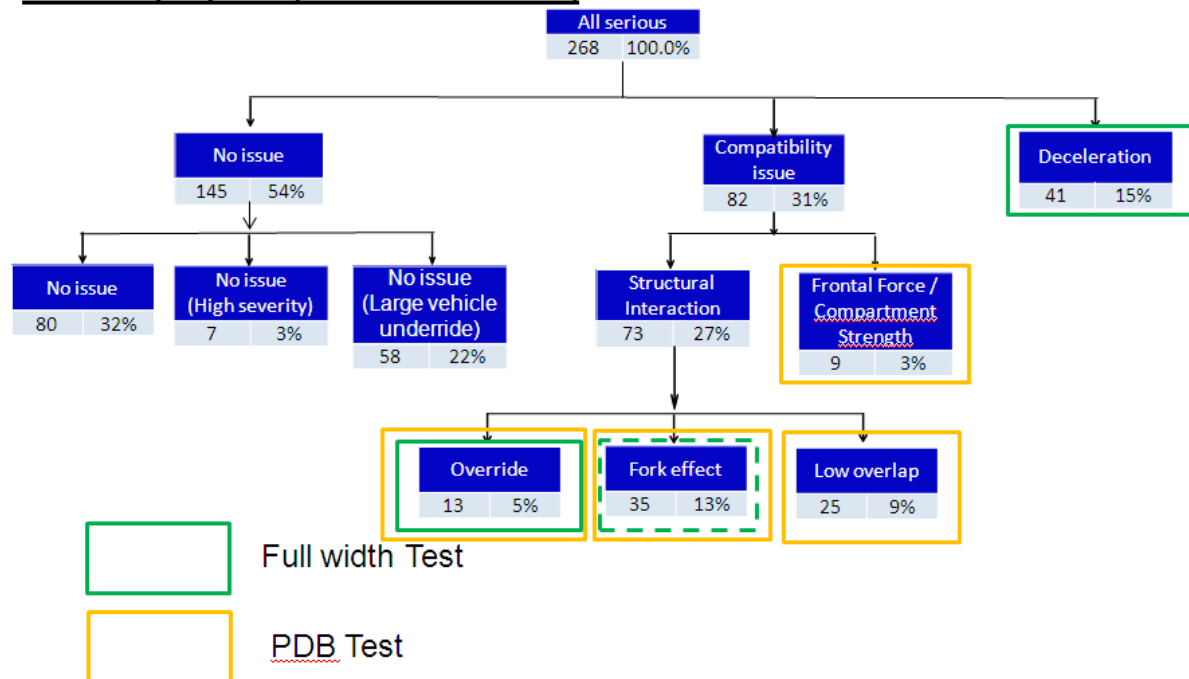 All serious
268 100.0%
No issue
145 54%
Compatibility
issue
82 31%
Deceleration
41 15%
No issue
80 32%
No issue
(High severity)
7 3%
No issue
(Large vehicle
underride)
58 22%
Structural
Interaction
73 27%
Frontal Force /
Compartment
Strength
9 3%
Override
13 5%
Fork effect
35 13%
Low overlap
25 9%
Full width Test
PDB Test